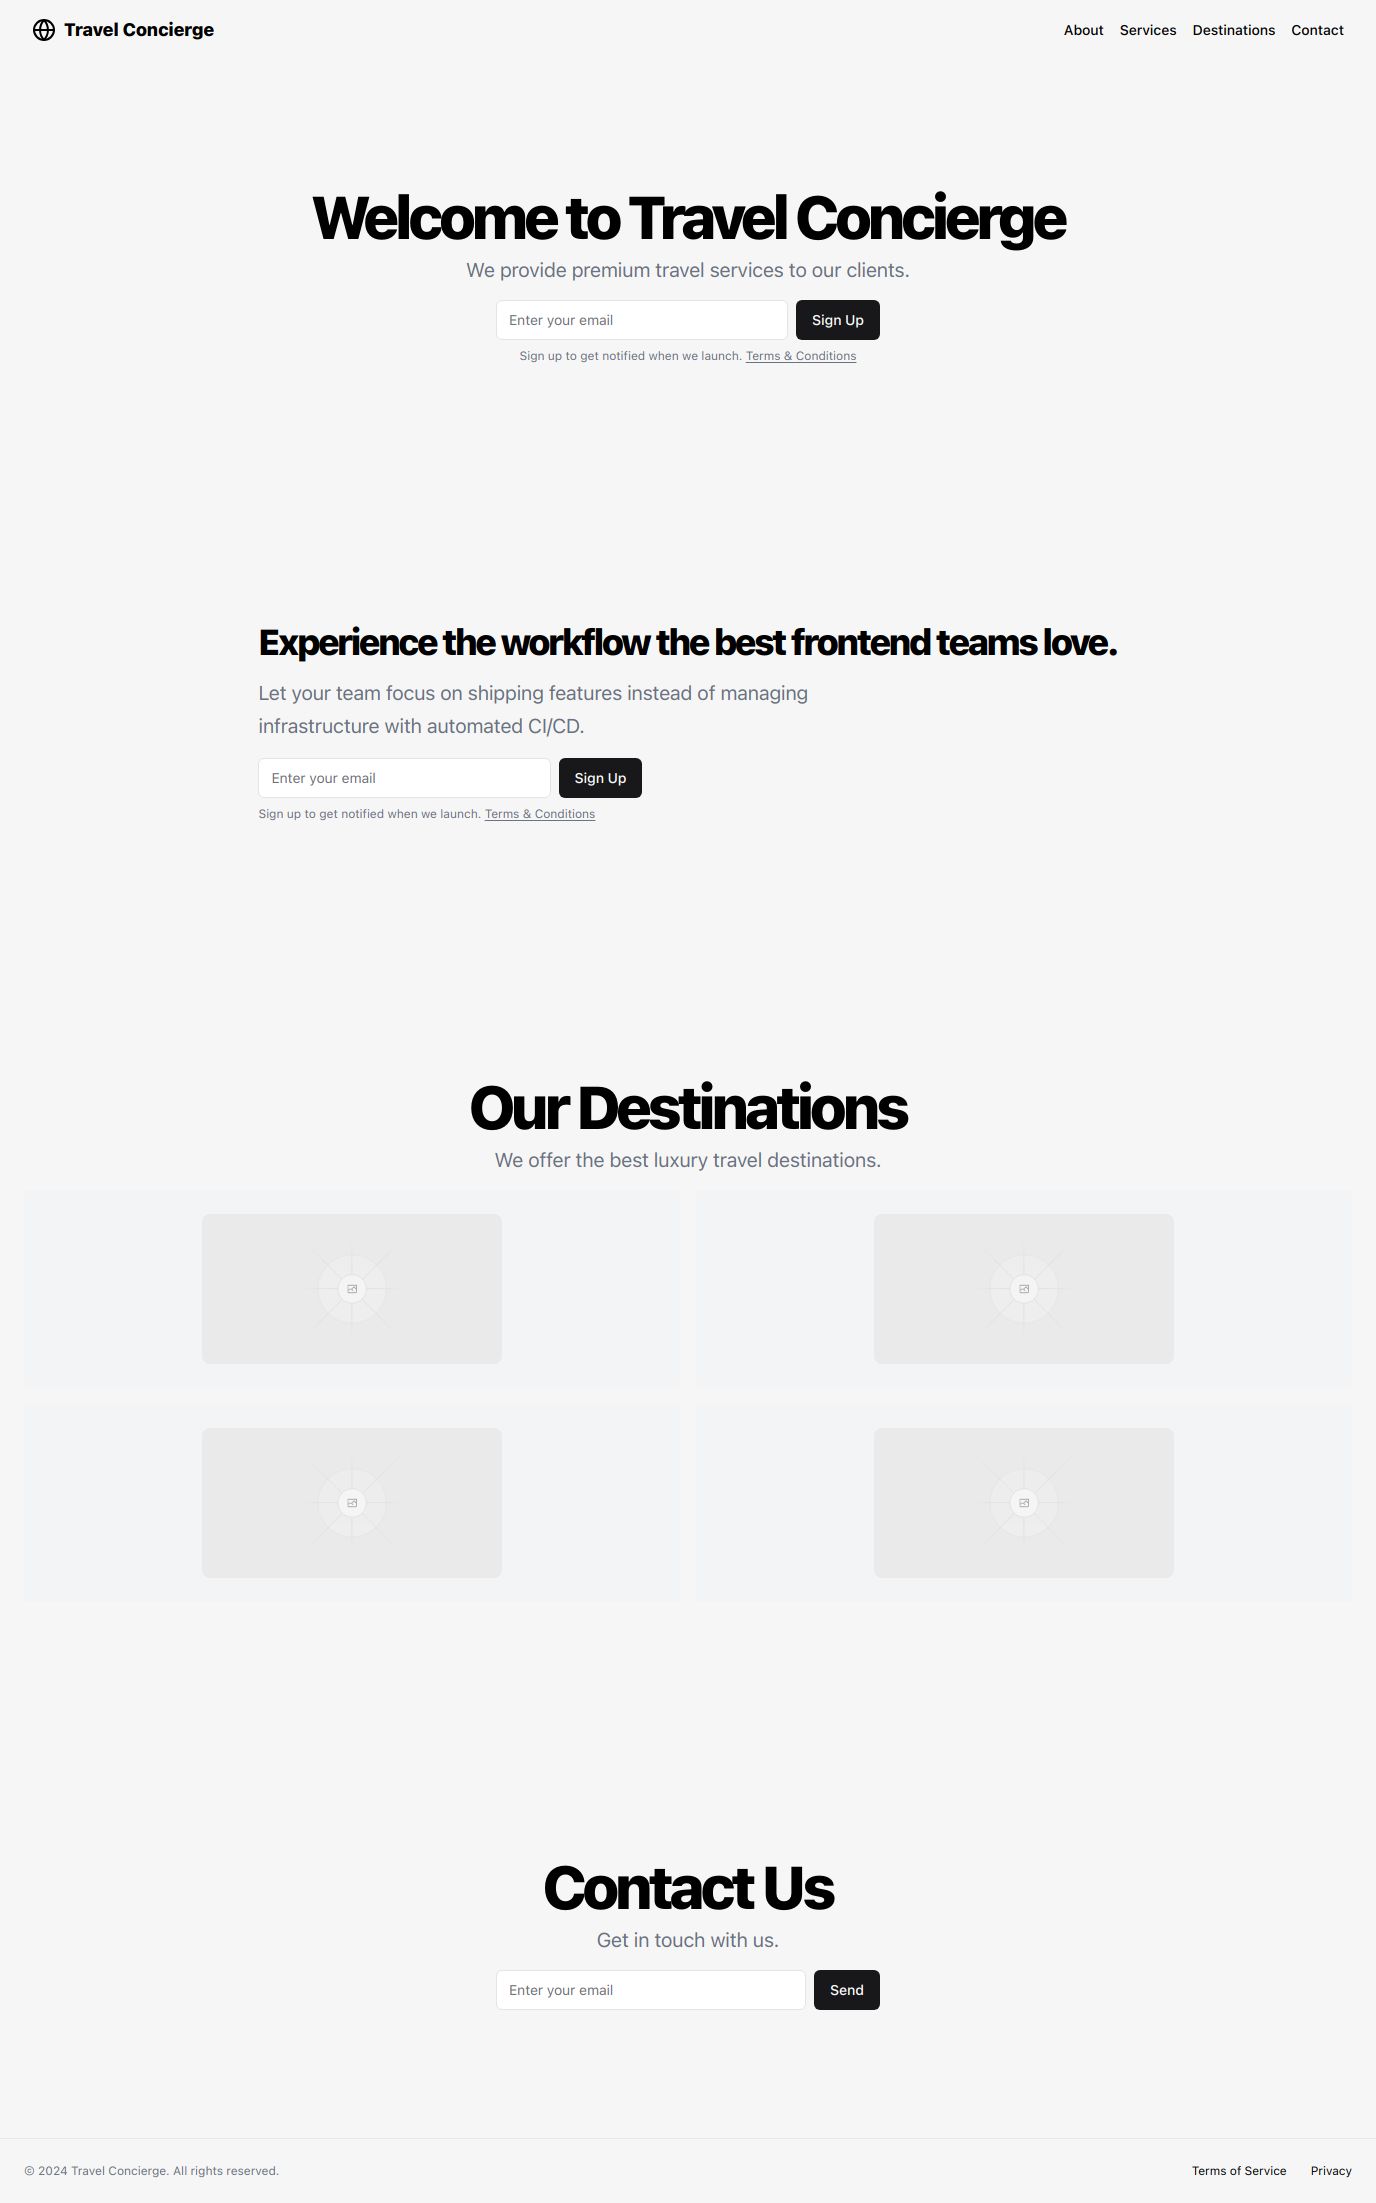 Travel Concierge
About Services Destinations Contact
Welcome to Travel Concierge
We provide premium travel services to our clients.
Enter your email
Sign Up
Sign up to get notified when we launch. Terms & Conditions
Experience the workflow the best frontend teams love.
Let your team focus on shipping features instead of managing
infrastructure with automated CI/CD.
Enter your email
Sign Up
Sign up to get notified when we launch. Terms & Conditions
Our Destinations
We offer the best luxury travel destinations.
Contact Us
Get in touch with us.
Enter your email
Send
© 2024 Travel Concierge. All rights reserved.
Terms of Service Privacy